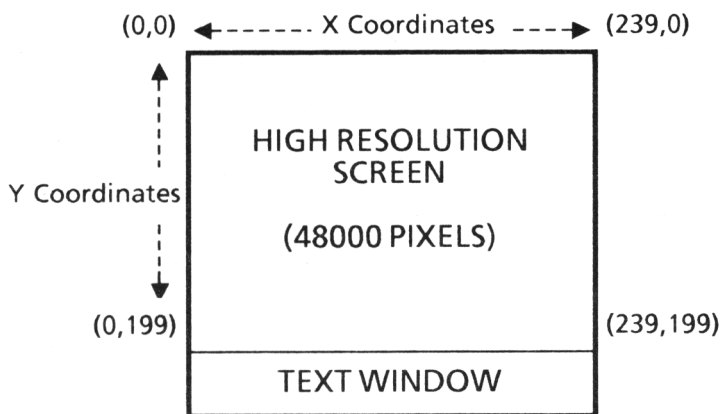 (0,0) X Coordinates (239,0)
HIGH RESOLUTION
SCREEN
Y Coordinates
(48000 PIXELS)
(0,199) (239,199)
TEXT WINDOW